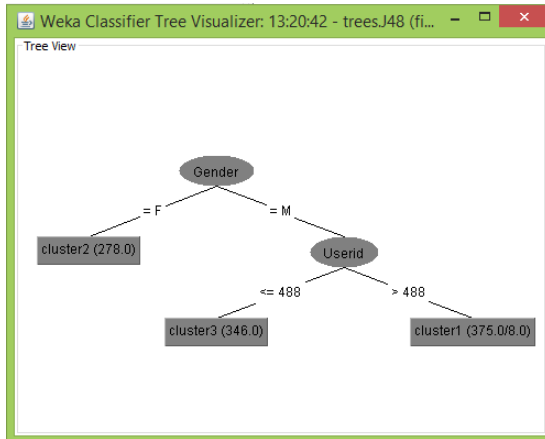 Weka Classifier Tree Visualizer: 13:20:42 - trees.J48 (fi...
Tree View
Gender
= F
= M
cluster2 (278.0)
Userid
<= 488
> 488
cluster3 (346.0)
cluster1 (375.0/8.0)